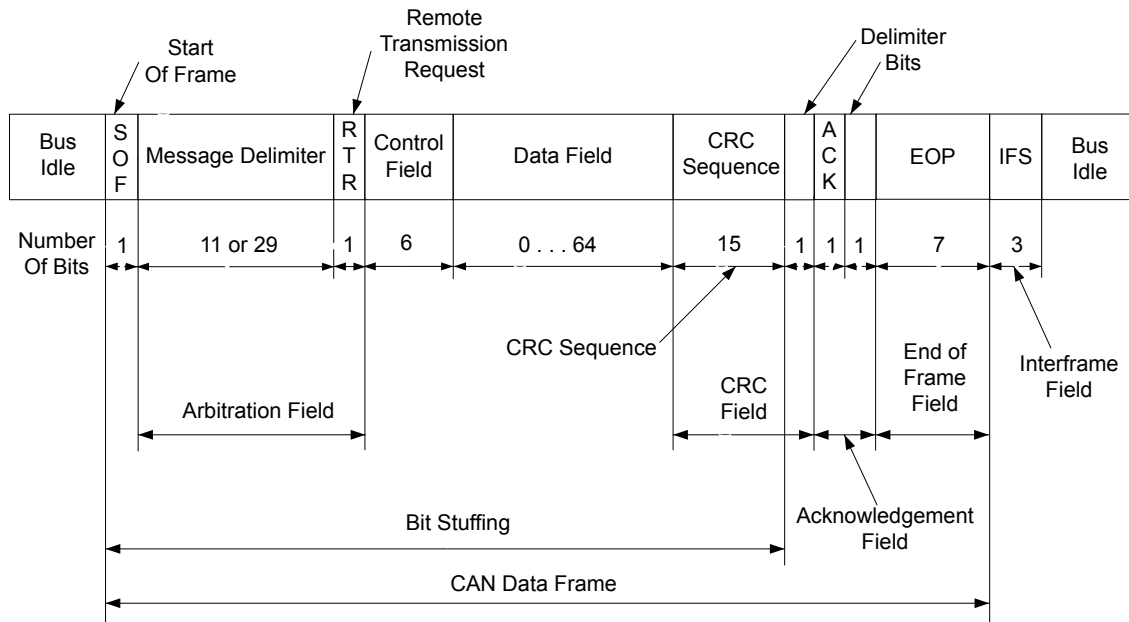 Start
Of Frame
Remote
Transmission
Request
Delimiter
Bits
Bus
Idle
S
O
F
Message Delimiter
R
T
R
Control
Field
Data Field
CRC
Sequence
A
C
K
EOP
IFS
Bus
Idle
Number
Of Bits
1
11 or 29
1
6
0 . . . 64
15
1
1
1
7
3
CRC Sequence
End of
Frame
Field
Interframe
Field
Arbitration Field
CRC
Field
Bit Stuffing
Acknowledgement
Field
CAN Data Frame